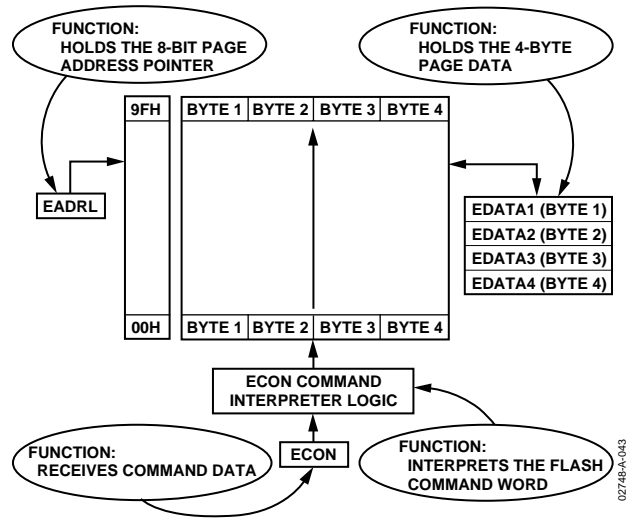 FUNCTION:
HOLDS THE 8-BIT PAGE
ADDRESS POINTER
FUNCTION:
HOLDS THE 4-BYTE
PAGE DATA
9FH
BYTE 1 BYTE 2 BYTE 3 BYTE 4
EADRL
EDATA1 (BYTE 1)
EDATA2 (BYTE 2)
EDATA3 (BYTE 3)
EDATA4 (BYTE 4)
00H
BYTE 1 BYTE 2 BYTE 3 BYTE 4
ECON COMMAND
INTERPRETER LOGIC
FUNCTION:
RECEIVES COMMAND DATA
ECON
FUNCTION:
INTERPRETS THE FLASH
COMMAND WORD
02748-A-043